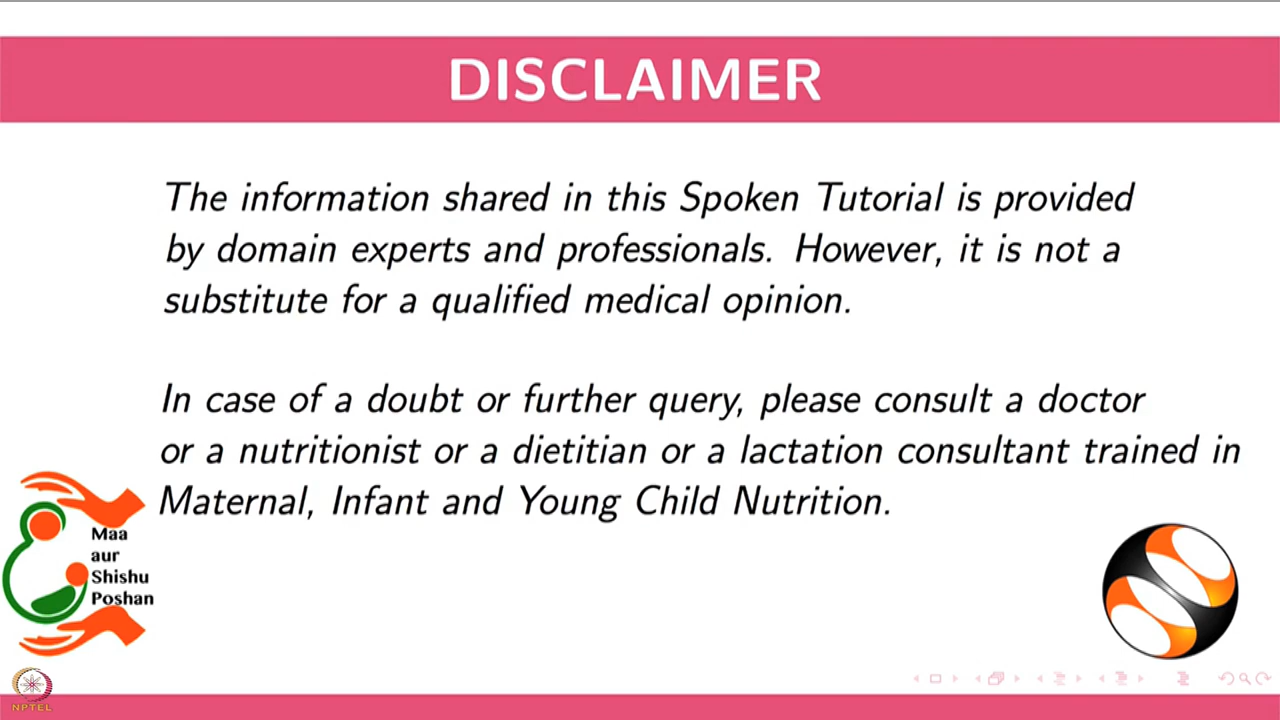 DISCLAIMER
The information shared in this Spoken Tutorial is provided
by domain experts and professionals. However, it is not a
substitute for a qualified medical opinion.
In case of a doubt or further query, please consult a doctor
or a nutritionist or a dietitian or a lactation consultant trained in
Maternal, Infant and Young Child Nutrition.
Maa
aur
Shishu
Poshan
NPTEL